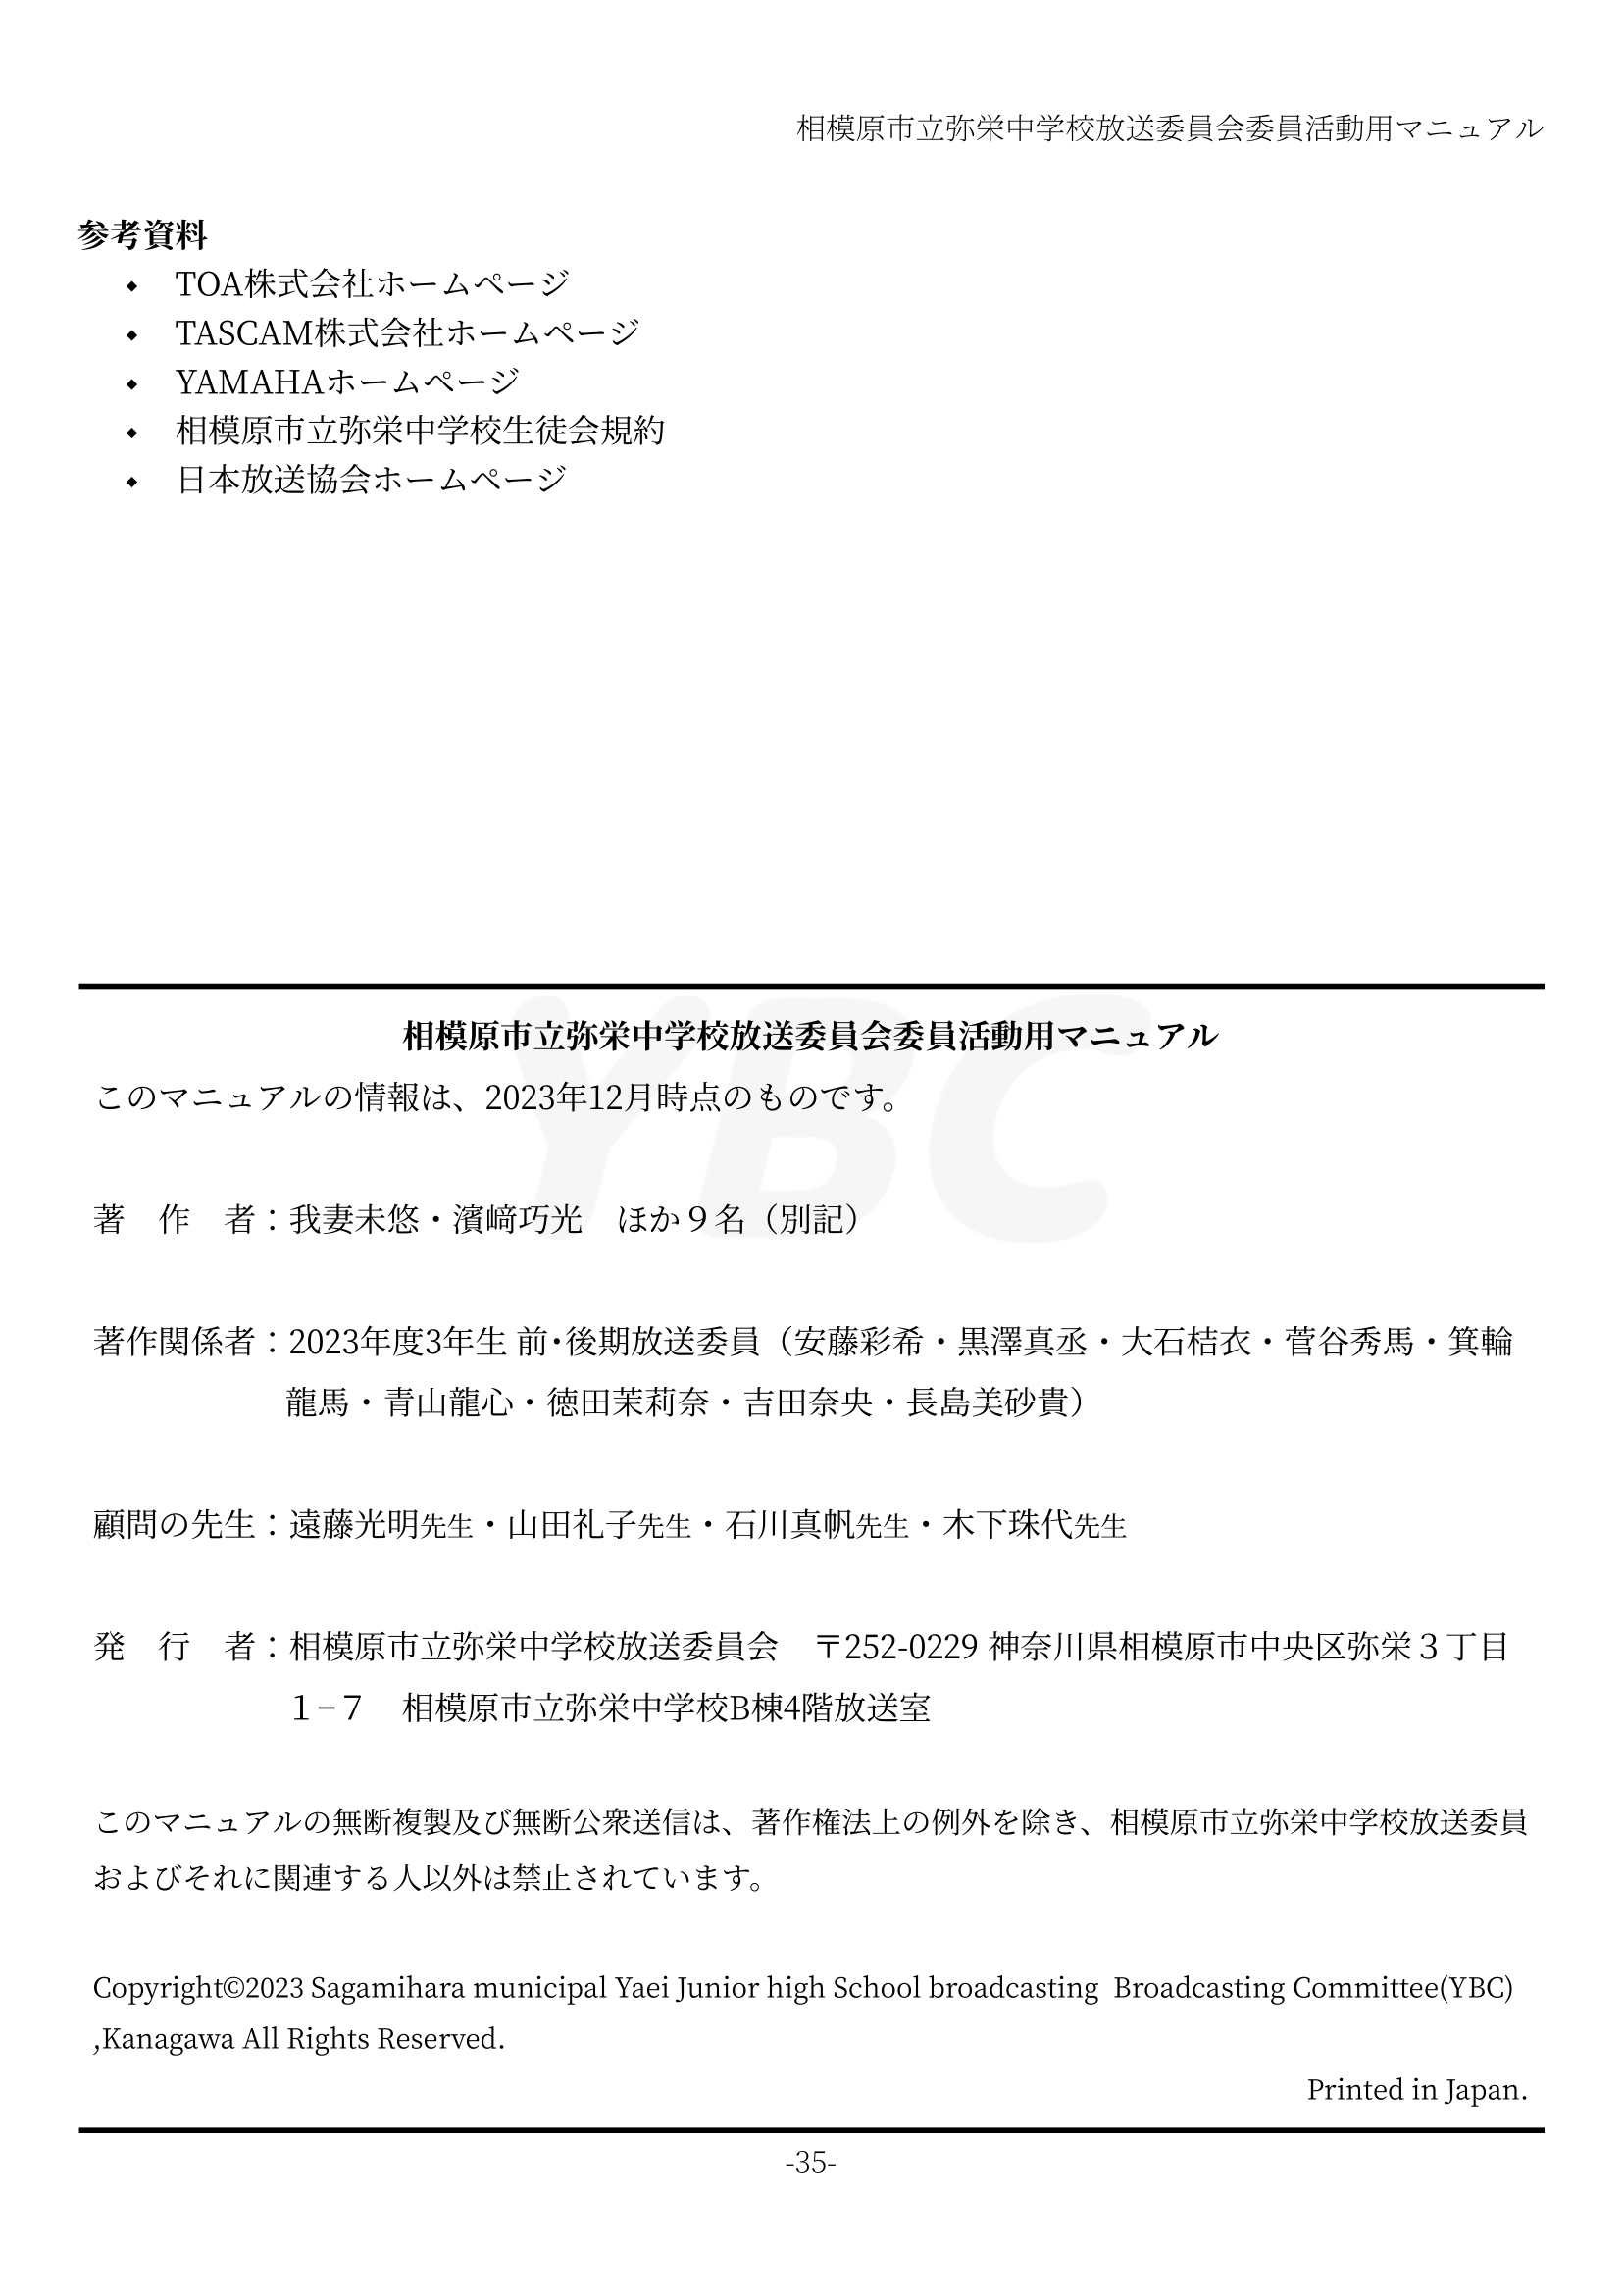 相模原市立弥栄中学校放送委員会委員活動用マニュアル
参考資料
◆ TOA株式会社ホームページ
◆ TASCAM株式会社ホームページ
◆ YAMAHAホームページ
◆ 相模原市立弥栄中学校生徒会規約
◆ 日本放送協会ホームページ
YBC
相模原市立弥栄中学校放送委員会委員活動用マニュアル
このマニュアルの情報は、2023年12月時点のものです。
著　作　者：我妻未悠・濱﨑巧光　ほか９名（別記）
著作関係者：2023年度3年生 前･後期放送委員（安藤彩希・黒澤真丞・大石桔衣・菅谷秀馬・箕輪
龍馬・青山龍心・徳田茉莉奈・吉田奈央・長島美砂貴）
顧問の先生：遠藤光明先生・山田礼子先生・石川真帆先生・木下珠代先生
発　行　者：相模原市立弥栄中学校放送委員会　〒252-0229 神奈川県相模原市中央区弥栄３丁目
１−７　相模原市立弥栄中学校B棟4階放送室
このマニュアルの無断複製及び無断公衆送信は、著作権法上の例外を除き、相模原市立弥栄中学校放送委員
およびそれに関連する人以外は禁止されています。
Copyright©2023 Sagamihara municipal Yaei Junior high School broadcasting  Broadcasting Committee(YBC)
,Kanagawa All Rights Reserved.
Printed in Japan.
-35-